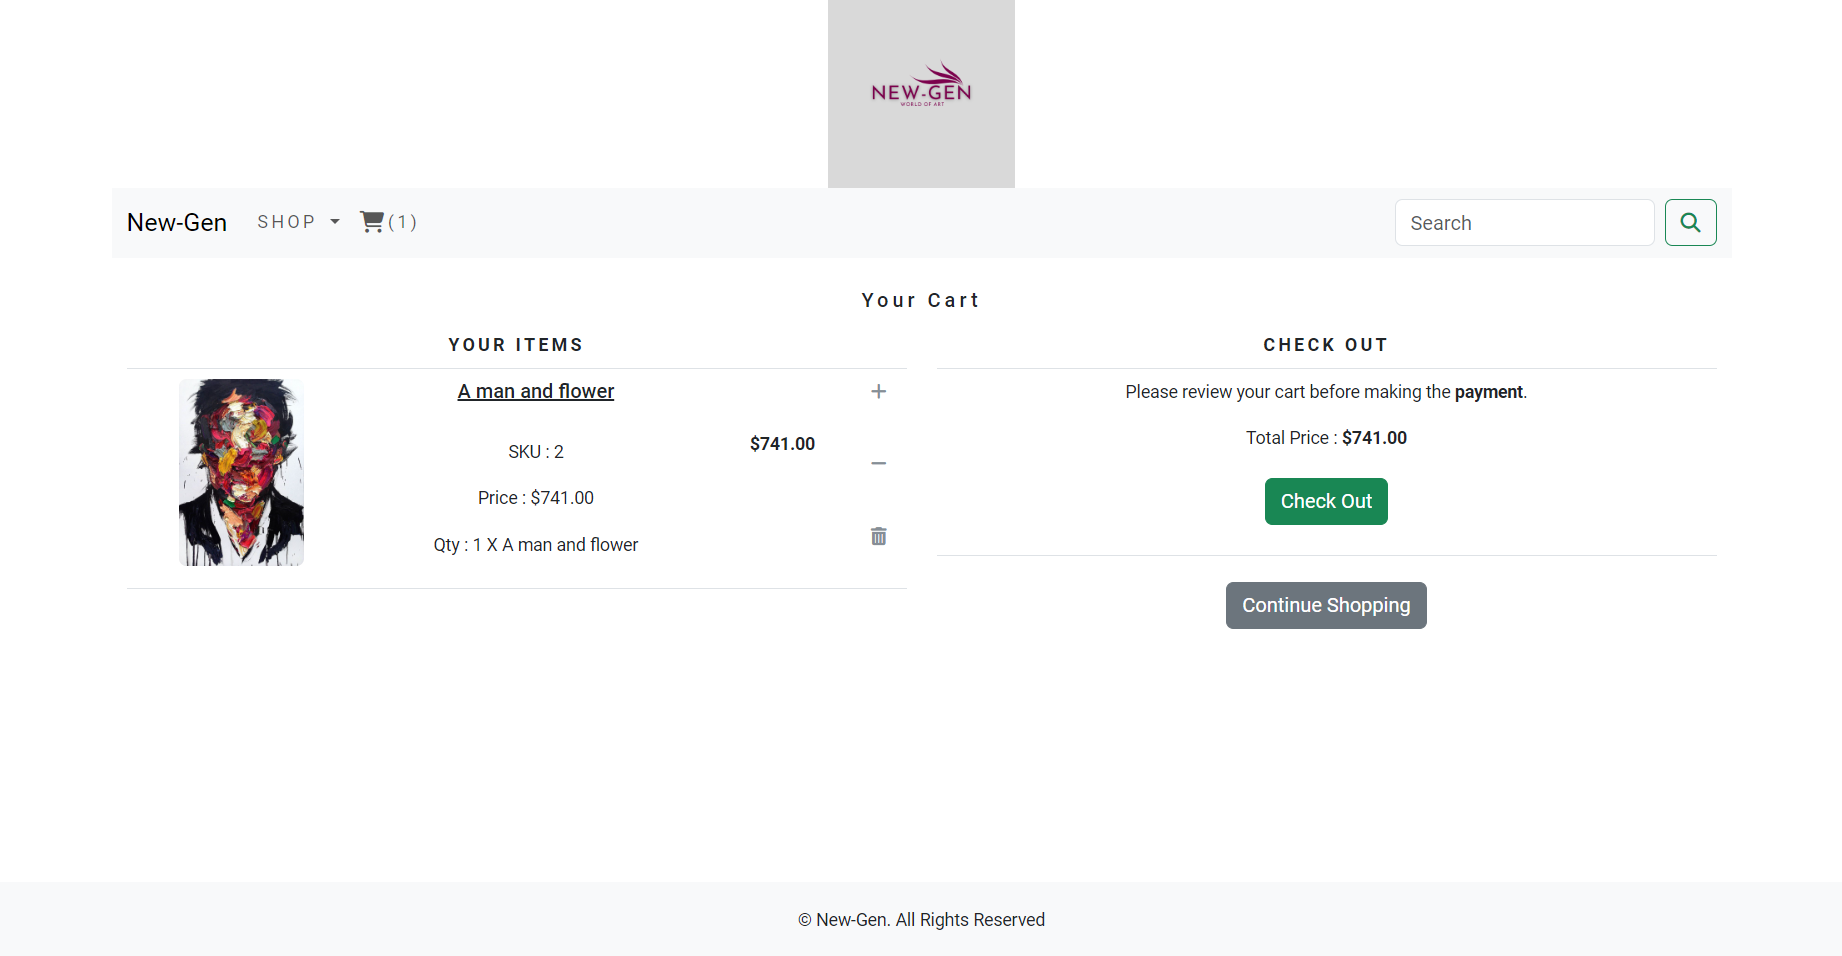 NEW-GEN
WORLD OF ART
New-Gen SHOP (1) Search
Your Cart
YOUR ITEMS
A man and flower
SKU : 2
Price : $741.00
Qty : 1 X A man and flower
$741.00
CHECK OUT
Please review your cart before making the payment.
Total Price : $741.00
Check Out
Continue Shopping
© New-Gen. All Rights Reserved